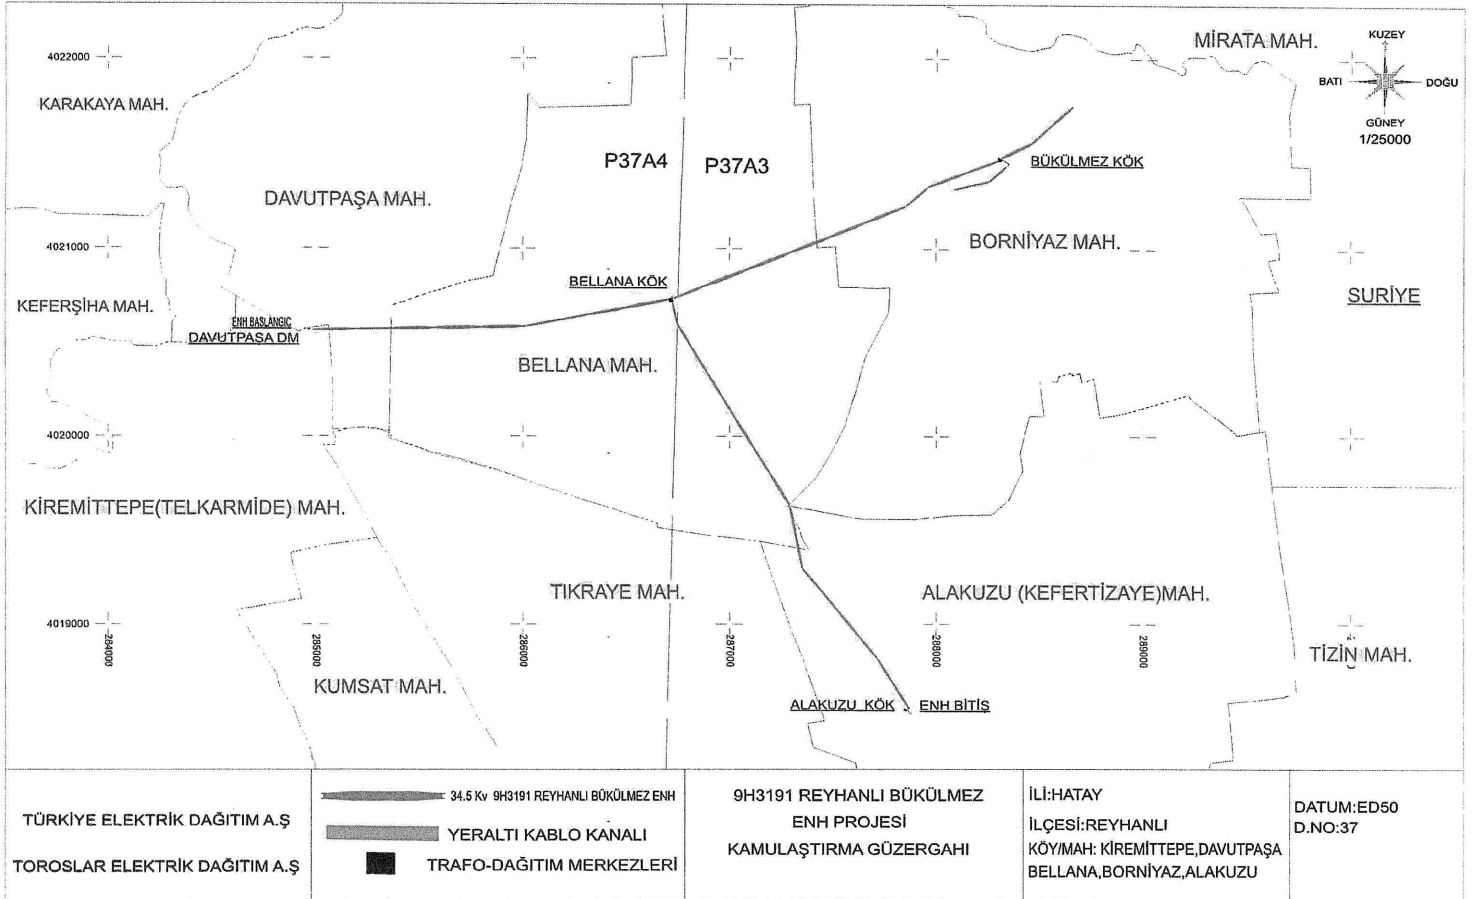 MİRATA MAH.
KUZEY
BATI
DOĞU
GÜNEY
1/25000
4022000
KARAKAYA MAH.
P37A4
P37A3
BÜKÜLMEZ KÖK
DAVUTPAŞA MAH.
4021000
BORNİYAZ MAH.
BELLANA KÖK
SURİYE
KEFERŞİHA MAH.
ENH BAŞLANGIÇ
DAVUTPAŞA DM
BELLANA MAH.
4020000
KİREMİTTEPE(TELKARMİDE) MAH.
TIKRAYE MAH.
ALAKUZU (KEFERTİZAYE)MAH.
4019000
284000
285000
286000
287000
288000
289000
TİZİN MAH.
KUMSAT MAH.
ALAKUZU KÖK
ENH BİTİŞ
TÜRKİYE ELEKTRİK DAĞITIM A.Ş
TOROSLAR ELEKTRİK DAĞITIM A.Ş
34.5 Kv 9H3191 REYHANLI BÜKÜLMEZ ENH
YERALTI KABLO KANALI
TRAFO-DAĞITIM MERKEZLERİ
9H3191 REYHANLI BÜKÜLMEZ
ENH PROJESİ
KAMULAŞTIRMA GÜZERGAHI
İLİ:HATAY
İLÇESİ:REYHANLI
KÖY/MAH: KİREMİTTEPE,DAVUTPAŞA
BELLANA,BORNİYAZ,ALAKUZU
DATUM:ED50
D.NO:37